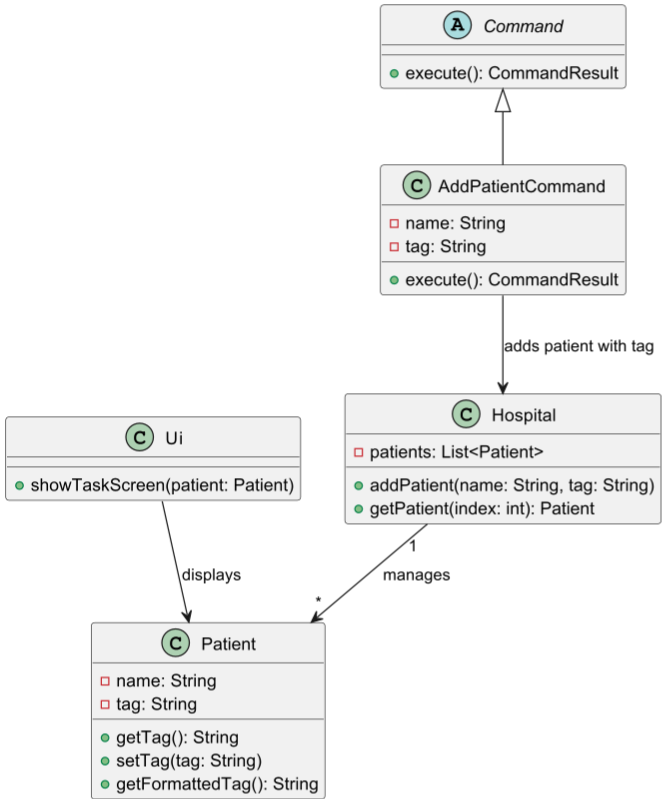 A Command
execute(): CommandResult
C AddPatientCommand
name: String
tag: String
execute(): CommandResult
adds patient with tag
C Hospital
patients: List<Patient>
addPatient(name: String, tag: String)
getPatient(index: int): Patient
C Ui
showTaskScreen(patient: Patient)
displays
1
manages
*
C Patient
name: String
tag: String
getTag(): String
setTag(tag: String)
getFormattedTag(): String